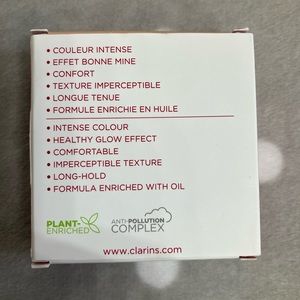 • COULEUR INTENSE
• EFFET BONNE MINE
• CONFORT
• TEXTURE IMPERCEPTIBLE
• LONGUE TENUE
• FORMULE ENRICHIE EN HUILE
• INTENSE COLOUR
• HEALTHY GLOW EFFECT
• COMFORTABLE
• IMPERCEPTIBLE TEXTURE
• LONG-HOLD
• FORMULA ENRICHED WITH OIL
PLANT-
ENRICHED
ANTI-POLLUTION
COMPLEX
www.clarins.com